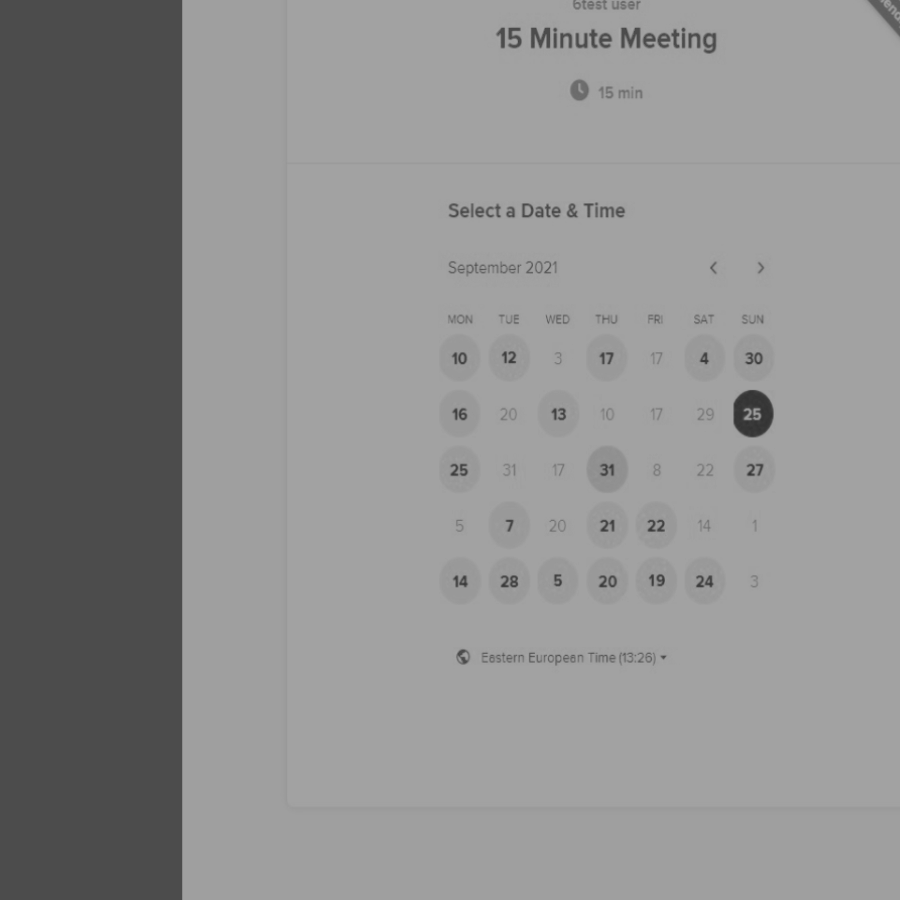 6test user
15 Minute Meeting
15 min
Select a Date & Time
September 2021
MON TUE WED THU FRI SAT SUN
10 12 3 17 17 4 30
16 20 13 10 17 29 25
25 31 17 31 8 22 27
5 7 20 21 22 14 1
14 28 5 20 19 24 3
Eastern European Time (13:26)